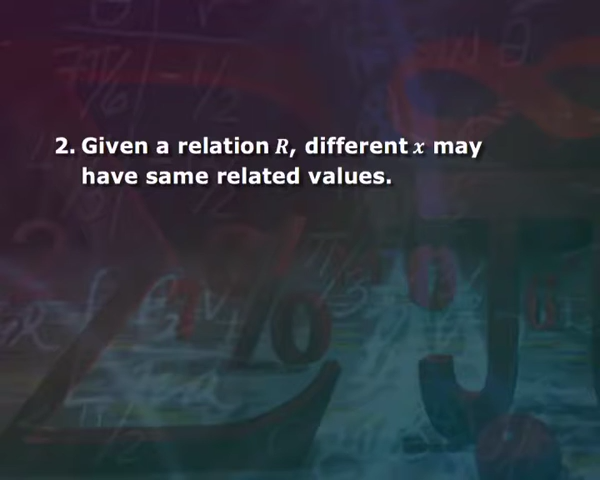 2. Given a relation R, different x may
have same related values.